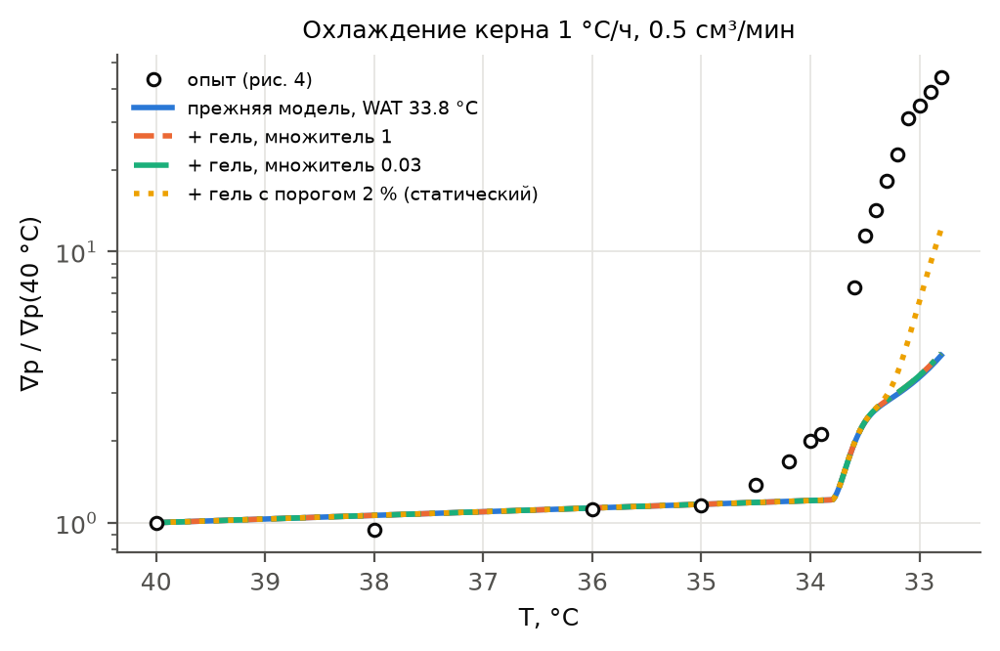 Охлаждение керна 1 °C/ч, 0.5 см³/мин
опыт (рис. 4)
прежняя модель, WAT 33.8 °C
+ гель, множитель 1
+ гель, множитель 0.03
+ гель с порогом 2 % (статический)
∇p / ∇p(40 °C)
10¹
10⁰
40 39 38 37 36 35 34 33
T, °C